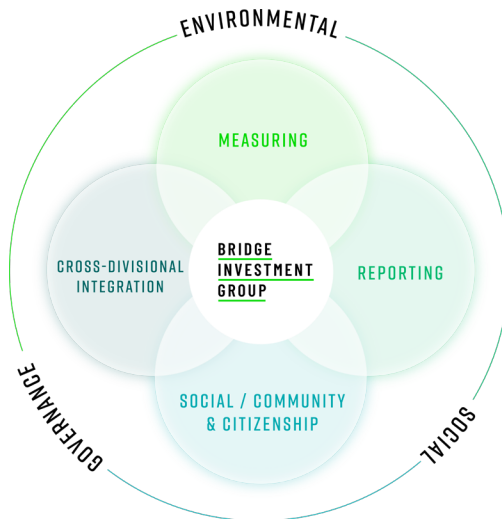 ENVIRONMENTAL
MEASURING
CROSS-DIVISIONAL
INTEGRATION
BRIDGE
INVESTMENT
GROUP
REPORTING
SOCIAL / COMMUNITY
& CITIZENSHIP
GOVERNANCE
SOCIAL